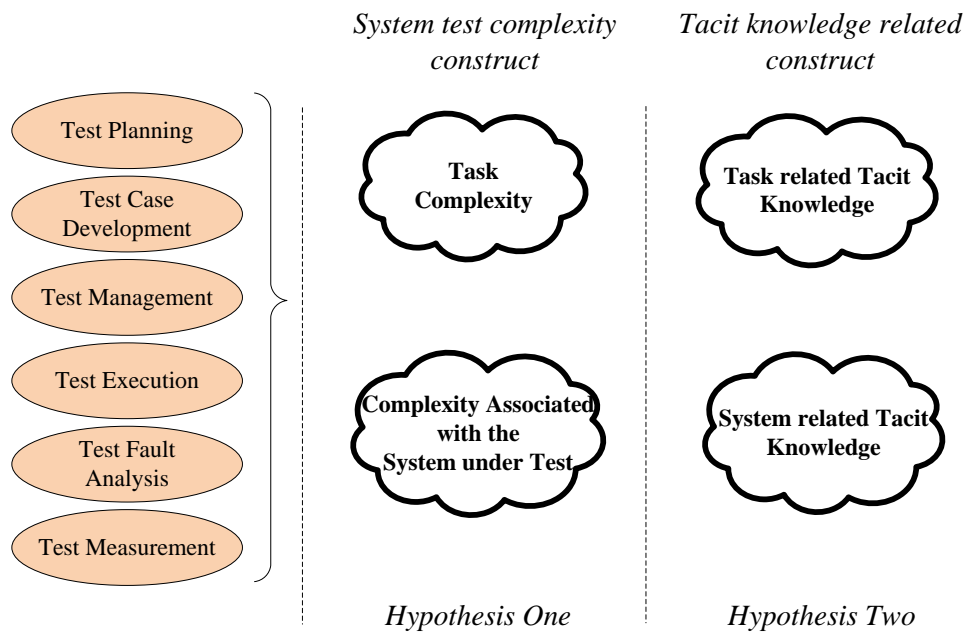 System test complexity
construct
Tacit knowledge related
construct
Test Planning
Test Case
Development
Test Management
Test Execution
Test Fault
Analysis
Test Measurement
Task
Complexity
Complexity Associated
with the
System under Test
Task related Tacit
Knowledge
System related Tacit
Knowledge
Hypothesis One
Hypothesis Two